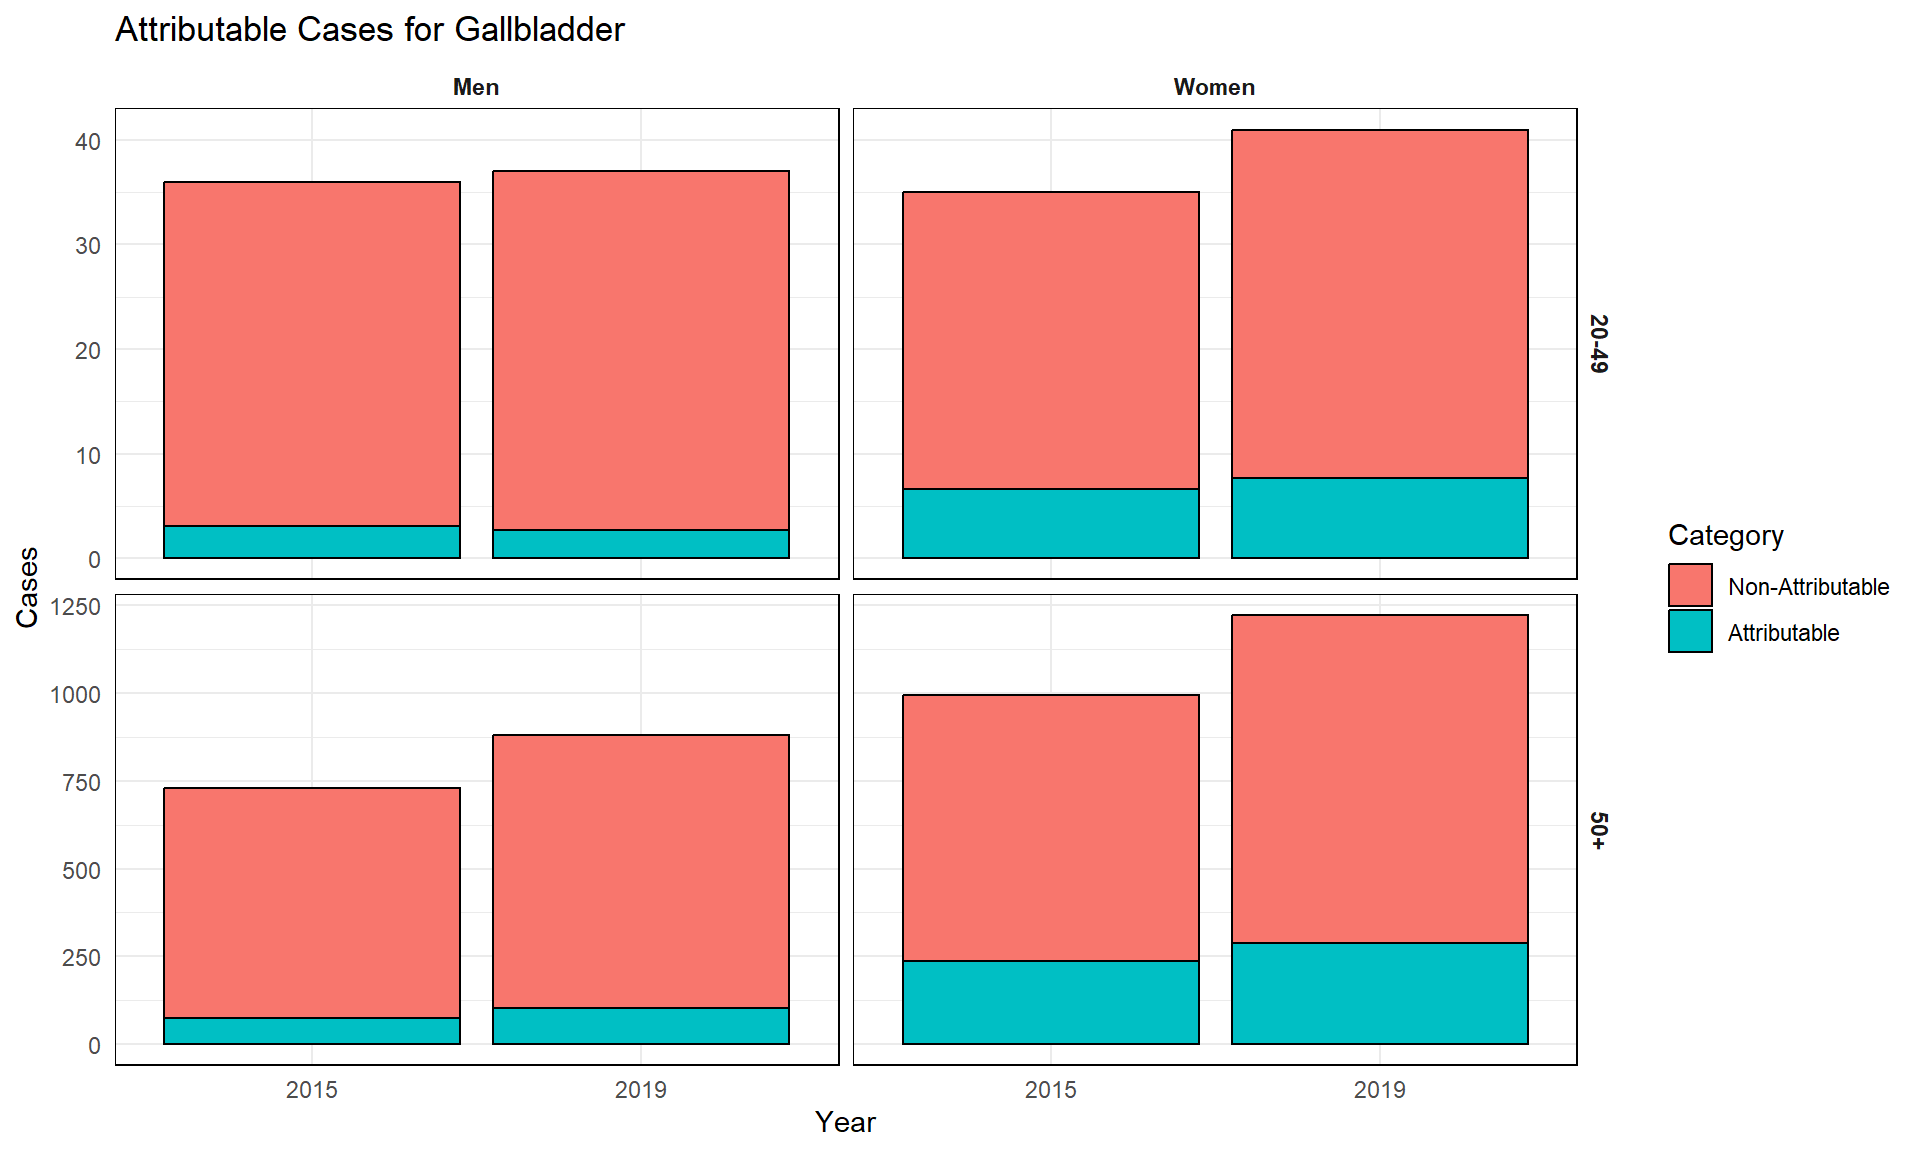 Attributable Cases for Gallbladder
Men
Women
40
30
20
10
0
20-49
Cases
1250
1000
750
500
250
0
50+
2015
2019
2015
2019
Year
Category
Non-Attributable
Attributable